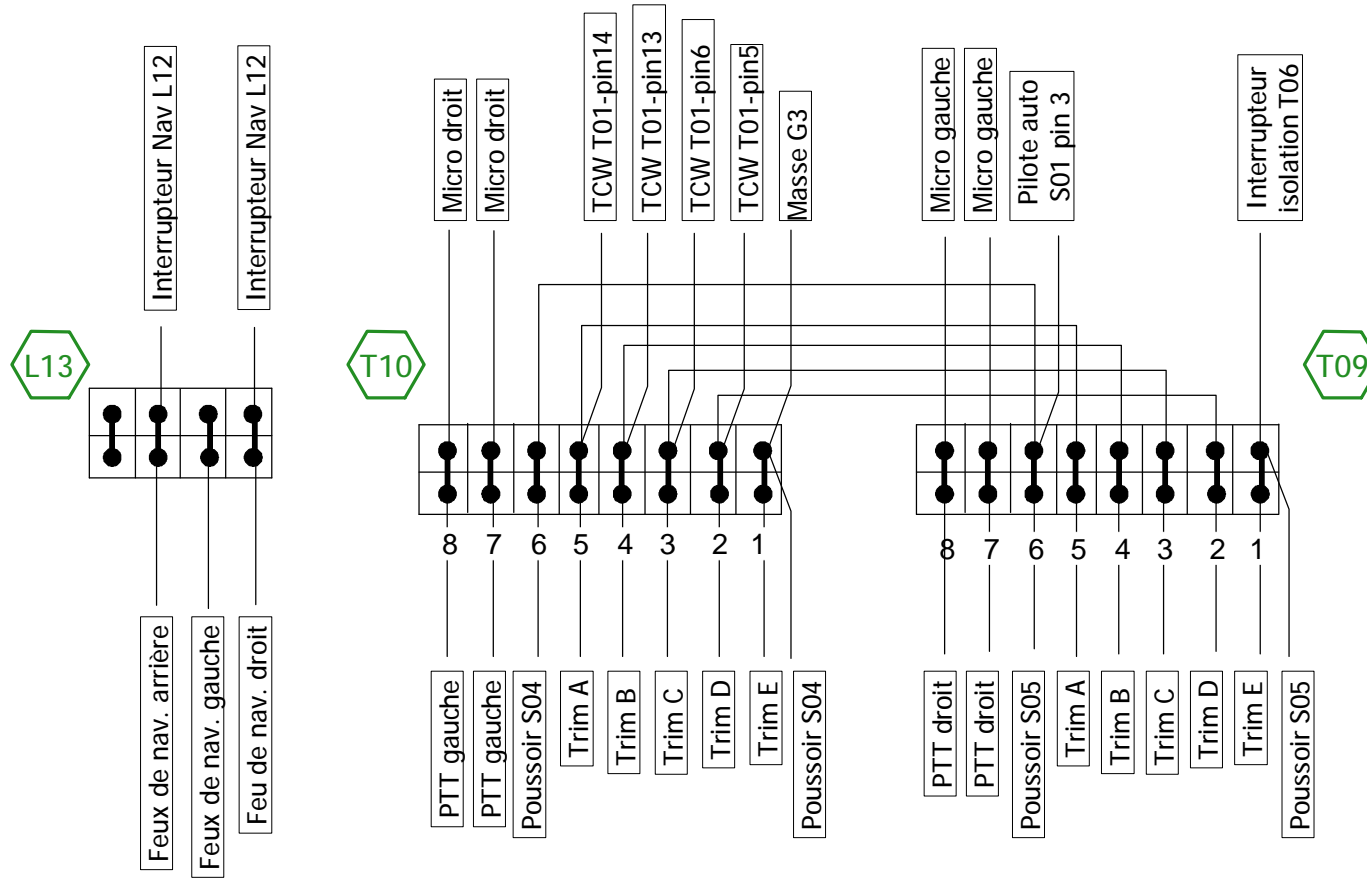 Interrupteur Nav L12
Interrupteur Nav L12
L13
Feux de nav. arrière
Feux de nav. gauche
Feu de nav. droit
Micro droit
Micro droit
TCW T01-pin14
TCW T01-pin13
TCW T01-pin6
TCW T01-pin5
Masse G3
T10
8 7 6 5 4 3 2 1
PTT gauche
PTT gauche
Poussoir S04
Trim A
Trim B
Trim C
Trim D
Trim E
Poussoir S04
Micro gauche
Micro gauche
Pilote auto
S01 pin 3
Interrupteur
isolation T06
T09
8 7 6 5 4 3 2 1
PTT droit
PTT droit
Poussoir S05
Trim A
Trim B
Trim C
Trim D
Trim E
Poussoir S05